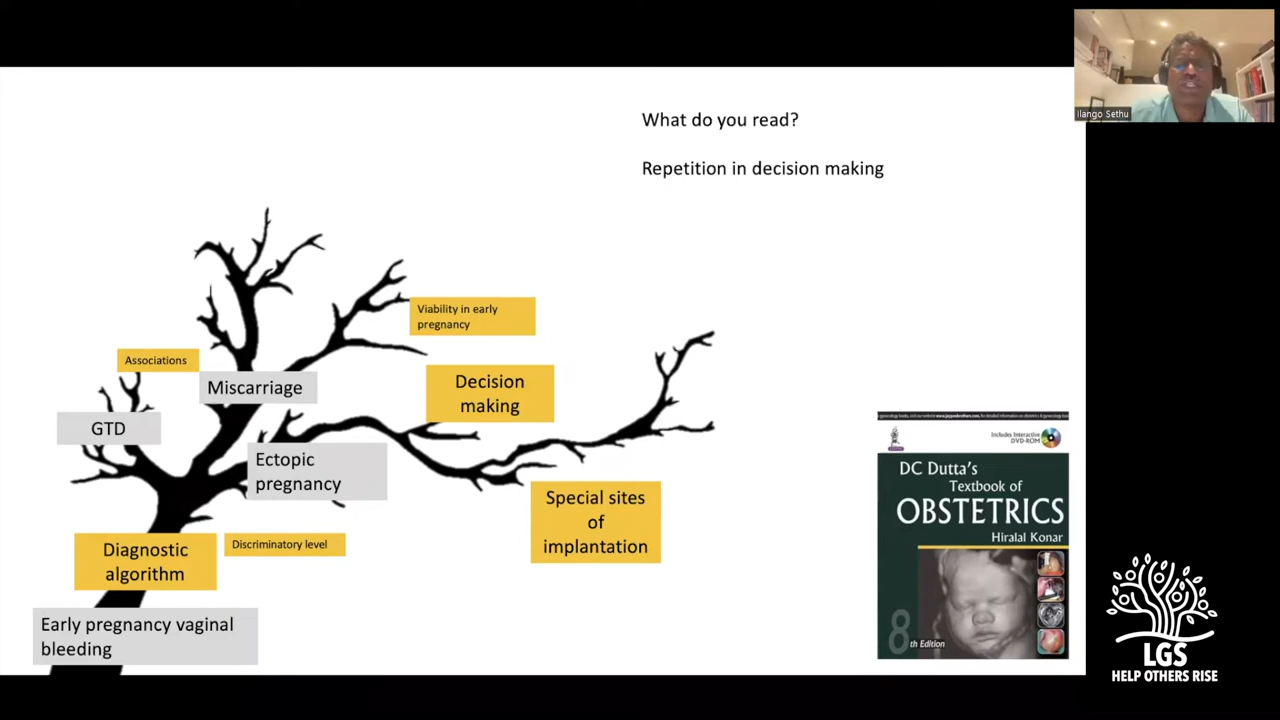 Ilango Sethu
What do you read?
Repetition in decision making
Viability in early
pregnancy
Associations
Miscarriage
Decision
making
GTD
Ectopic
pregnancy
Special sites
of
implantation
Diagnostic
algorithm
Discriminatory level
Early pregnancy vaginal
bleeding
Includes Interactive
DVD-ROM
DC Dutta's
Textbook of
OBSTETRICS
Hiralal Konar
8th Edition
LGS
HELP OTHERS RISE